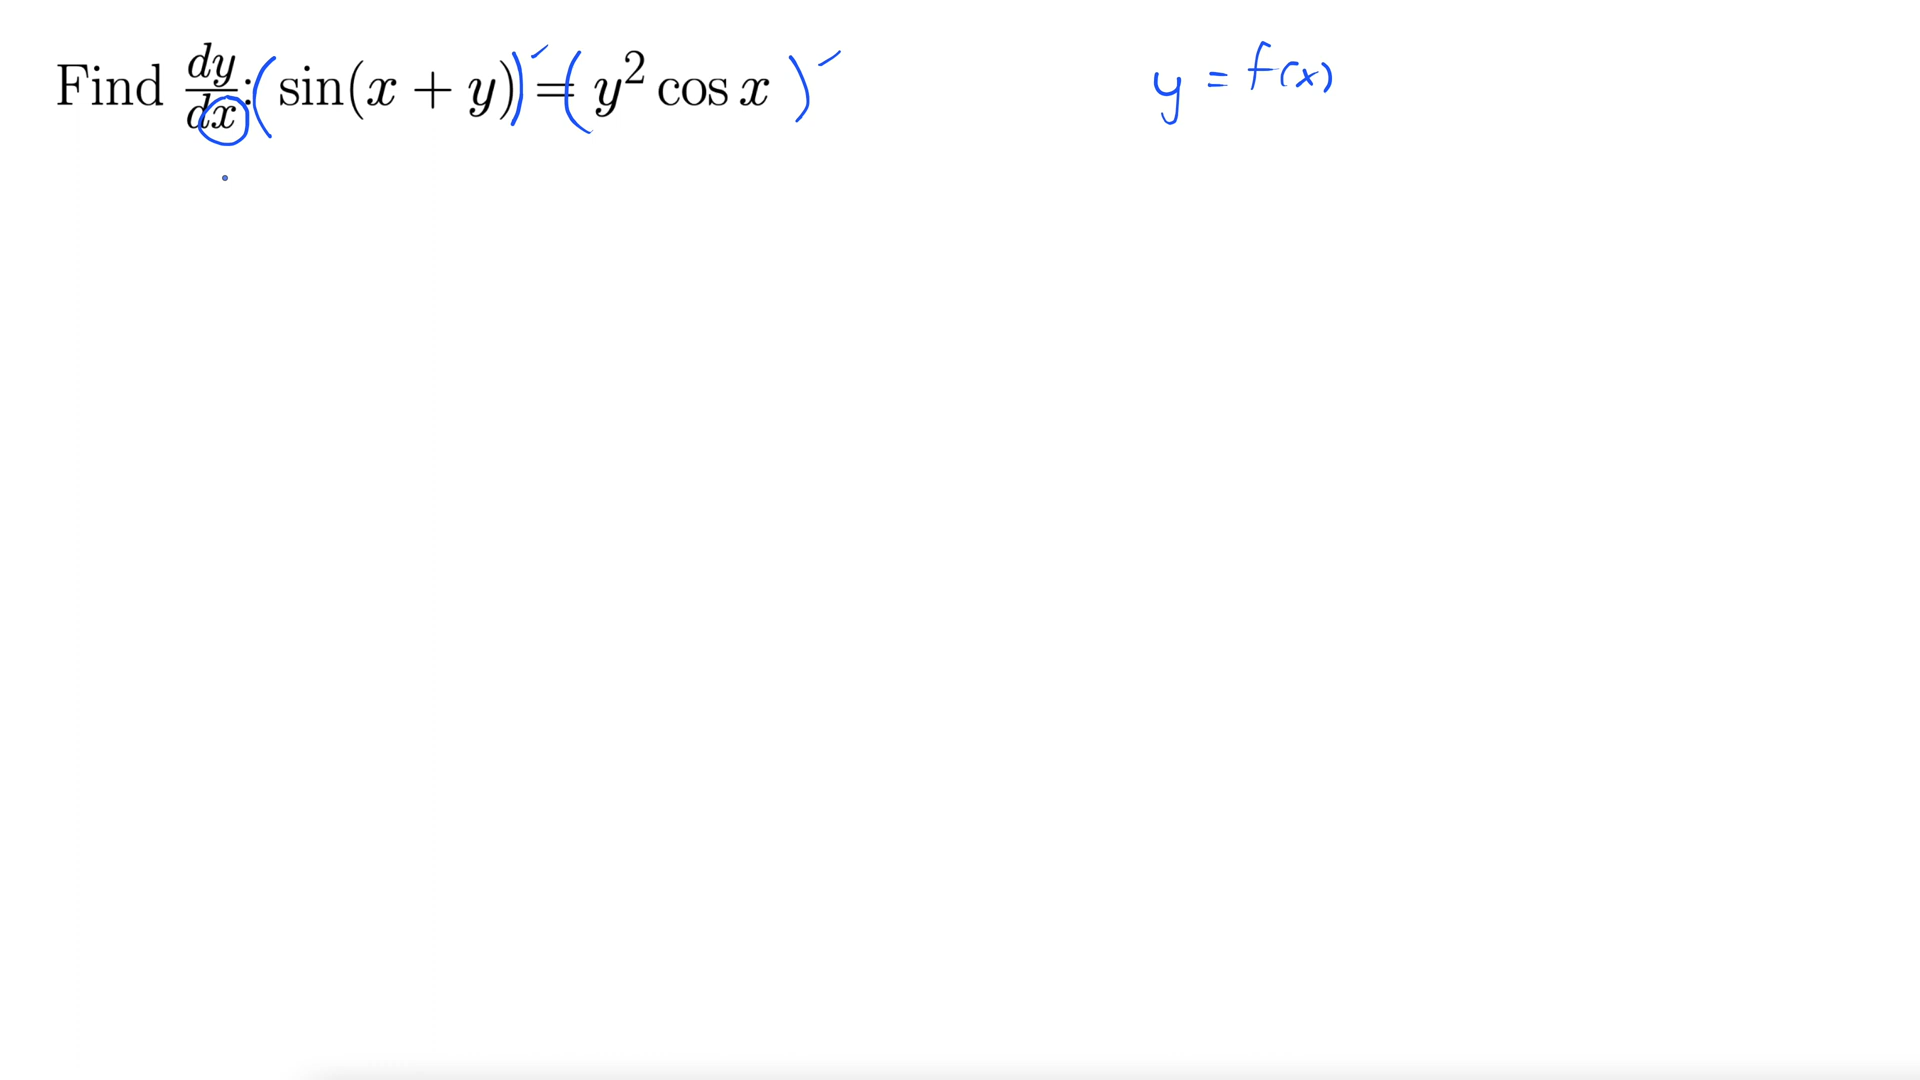 Find dy/dx: (sin(x + y))′ = (y² cos x)′
y = f(x)